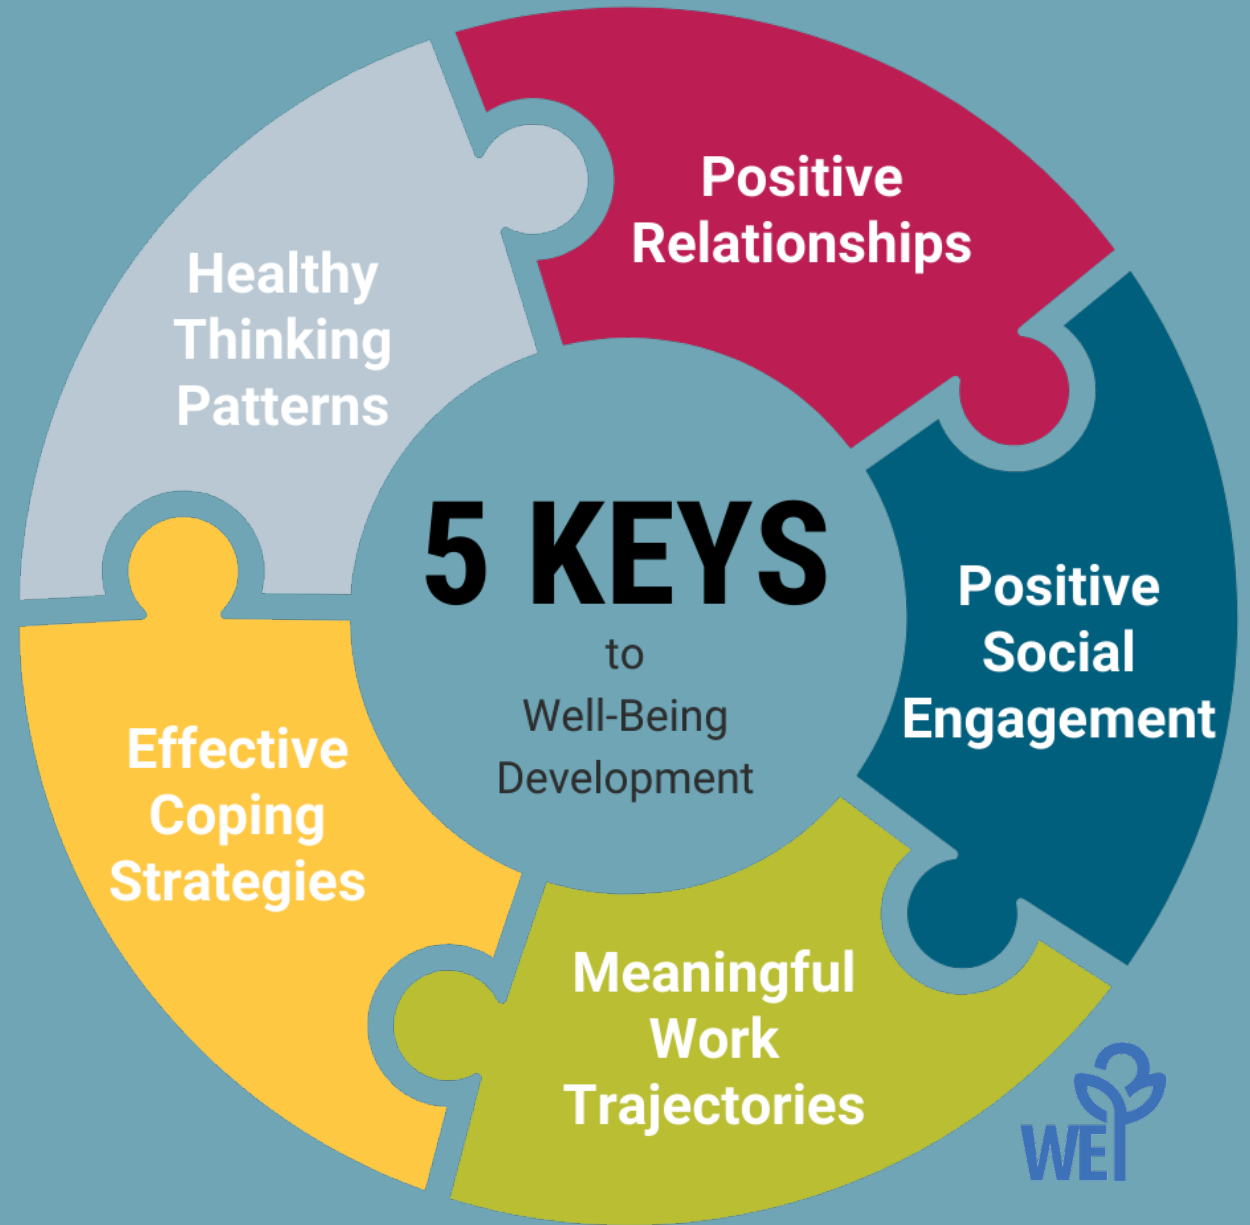 Positive
Relationships
Healthy
Thinking
Patterns
5 KEYS
to
Well-Being
Development
Positive
Social
Engagement
Effective
Coping
Strategies
Meaningful
Work
Trajectories
WE